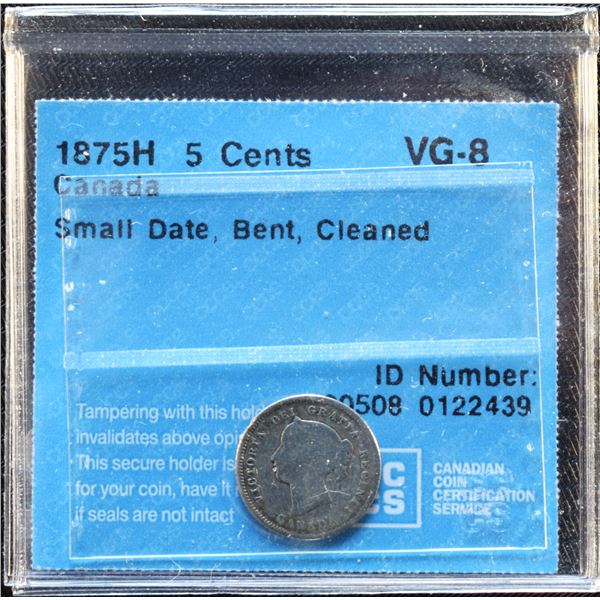 1875H 5 Cents VG-8
Canada
Small Date, Bent, Cleaned
ID Number:
00508 0122439
Tampering with this
invalidates above
This secure holder is
for your coin, have it
if seals are not intact
CANADIAN
COIN
CERTIFICATION
SERVICE
VICTORIA DEI GRATIA REGINA
CANADA